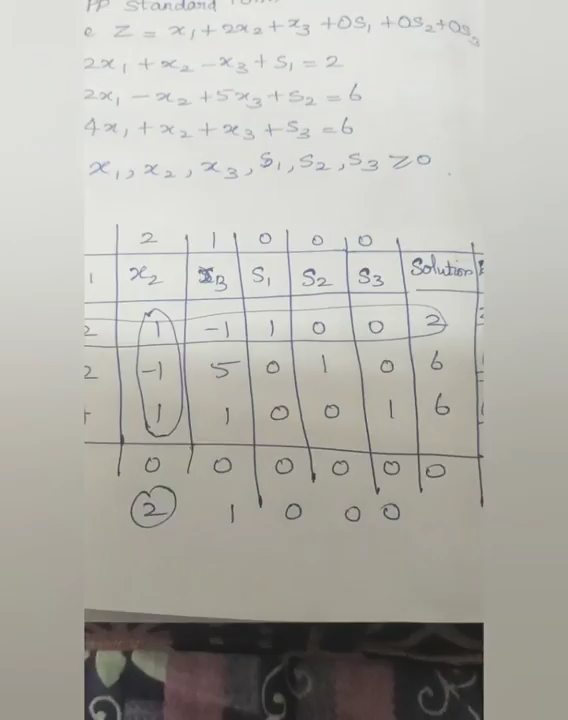 Standard
Z = x₁ + 2x₂ + x₃ + 0S₁ + 0S₂ + 0S₃
2x₁ + x₂ - x₃ + S₁ = 2
2x₁ - x₂ + 5x₃ + S₂ = 6
4x₁ + x₂ + x₃ + S₃ = 6
x₁, x₂, x₃, S₁, S₂, S₃ ≥ 0
2 1 0 0 0
1 x₂ x₃ S₁ S₂ S₃ Solution
2 1 -1 1 0 0 2
2 -1 5 0 1 0 6
1 1 0 0 1 6
0 0 0 0 0 0
2 1 0 0 0